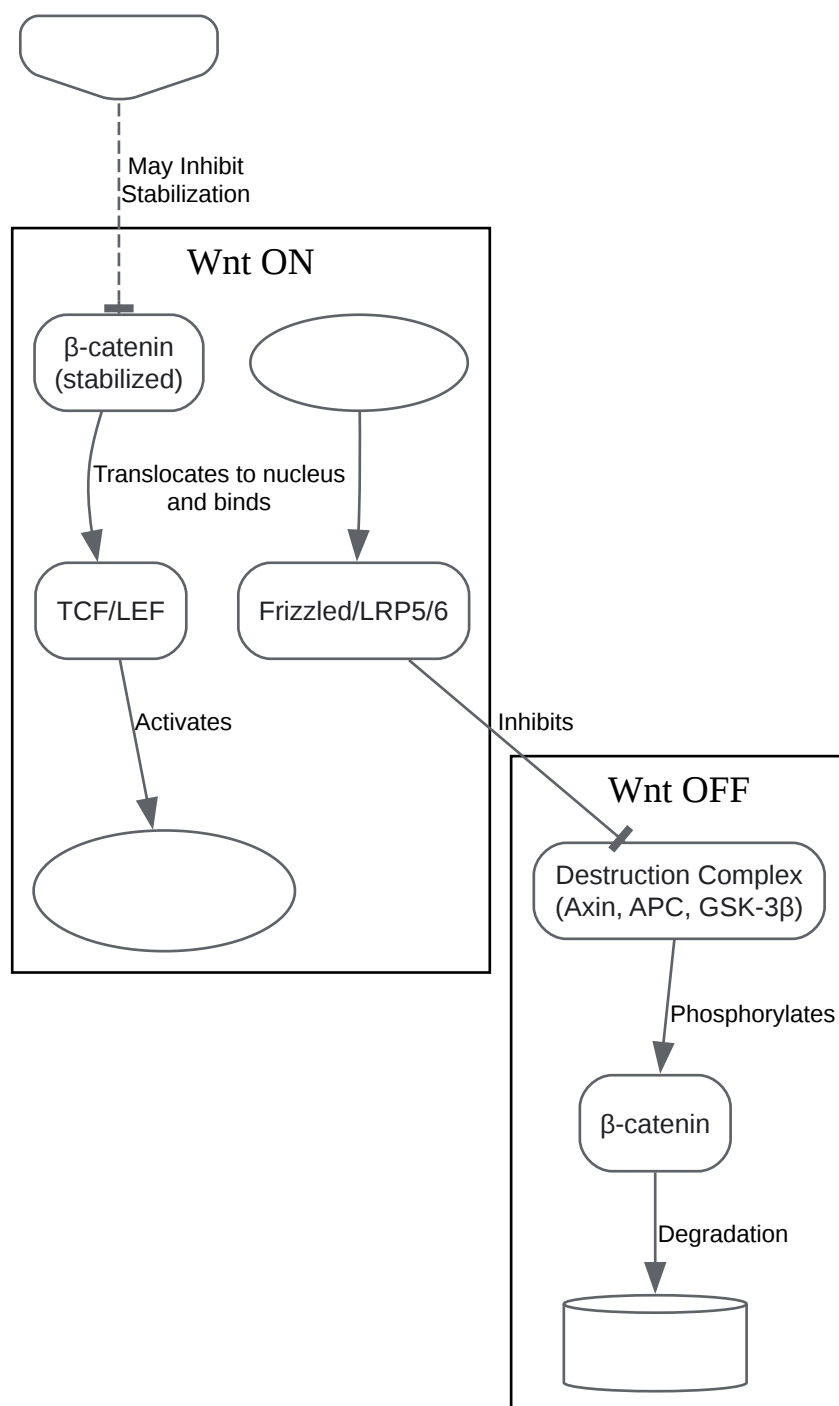 May Inhibit
Stabilization
Wnt ON
β-catenin
(stabilized)
Translocates to nucleus
and binds
TCF/LEF
Frizzled/LRP5/6
Activates
Inhibits
Wnt OFF
Destruction Complex
(Axin, APC, GSK-3β)
Phosphorylates
β-catenin
Degradation